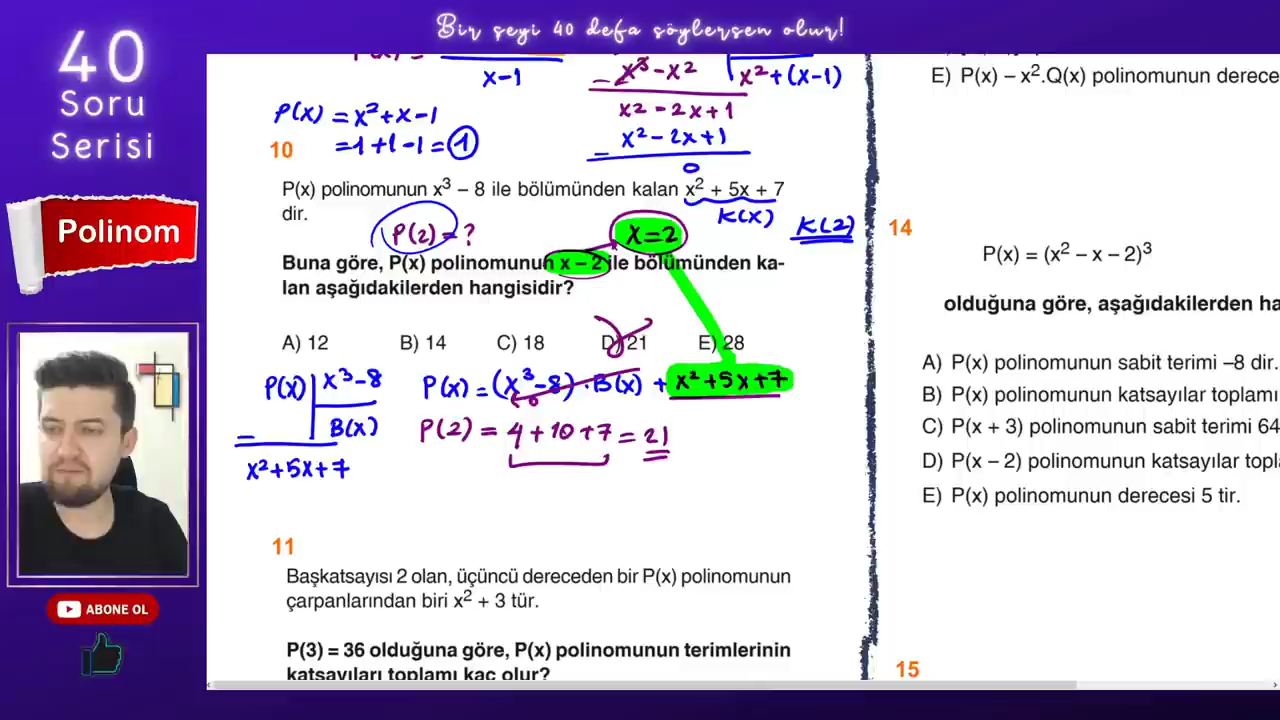 Bir şeyi 40 defa söylersen olur!
40
Soru
Serisi
Polinom
ABONE OL
x-1
x³ - x²
x² + (x-1)
x² - 2x + 1
P(x) = x² + x - 1
= 1 + 1 - 1 = 1
x² - 2x + 1
0
10
P(x) polinomunun x³ – 8 ile bölümünden kalan x² + 5x + 7
dir.
K(x)
K(2)
P(2) = ?
x=2
Buna göre, P(x) polinomunun x – 2 ile bölümünden ka-
lan aşağıdakilerden hangisidir?
A) 12 B) 14 C) 18 D) 21 E) 28
P(x) x³-8
B(x)
x²+5x+7
P(x) = (x³-8) · B(x) + x²+5x+7
0
P(2) = 4+10+7 = 21
11
Başkatsayısı 2 olan, üçüncü dereceden bir P(x) polinomunun
çarpanlarından biri x² + 3 tür.
P(3) = 36 olduğuna göre, P(x) polinomunun terimlerinin
katsayıları toplamı kaç olur?
E) P(x) – x².Q(x) polinomunun derece
14
P(x) = (x² – x – 2)³
olduğuna göre, aşağıdakilerden ha
A) P(x) polinomunun sabit terimi –8 dir.
B) P(x) polinomunun katsayılar toplamı
C) P(x + 3) polinomunun sabit terimi 64
D) P(x – 2) polinomunun katsayılar topla
E) P(x) polinomunun derecesi 5 tir.
15